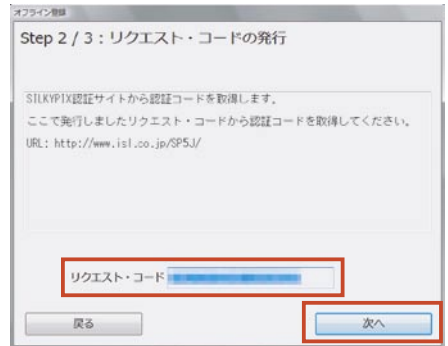 オフライン登録
Step 2 / 3：リクエスト・コードの発行
SILKYPIX認証サイトから認証コードを取得します。
ここで発行しましたリクエスト・コードから認証コードを取得してください。
URL: http://www.isl.co.jp/SP5J/
リクエスト・コード
戻る
次へ